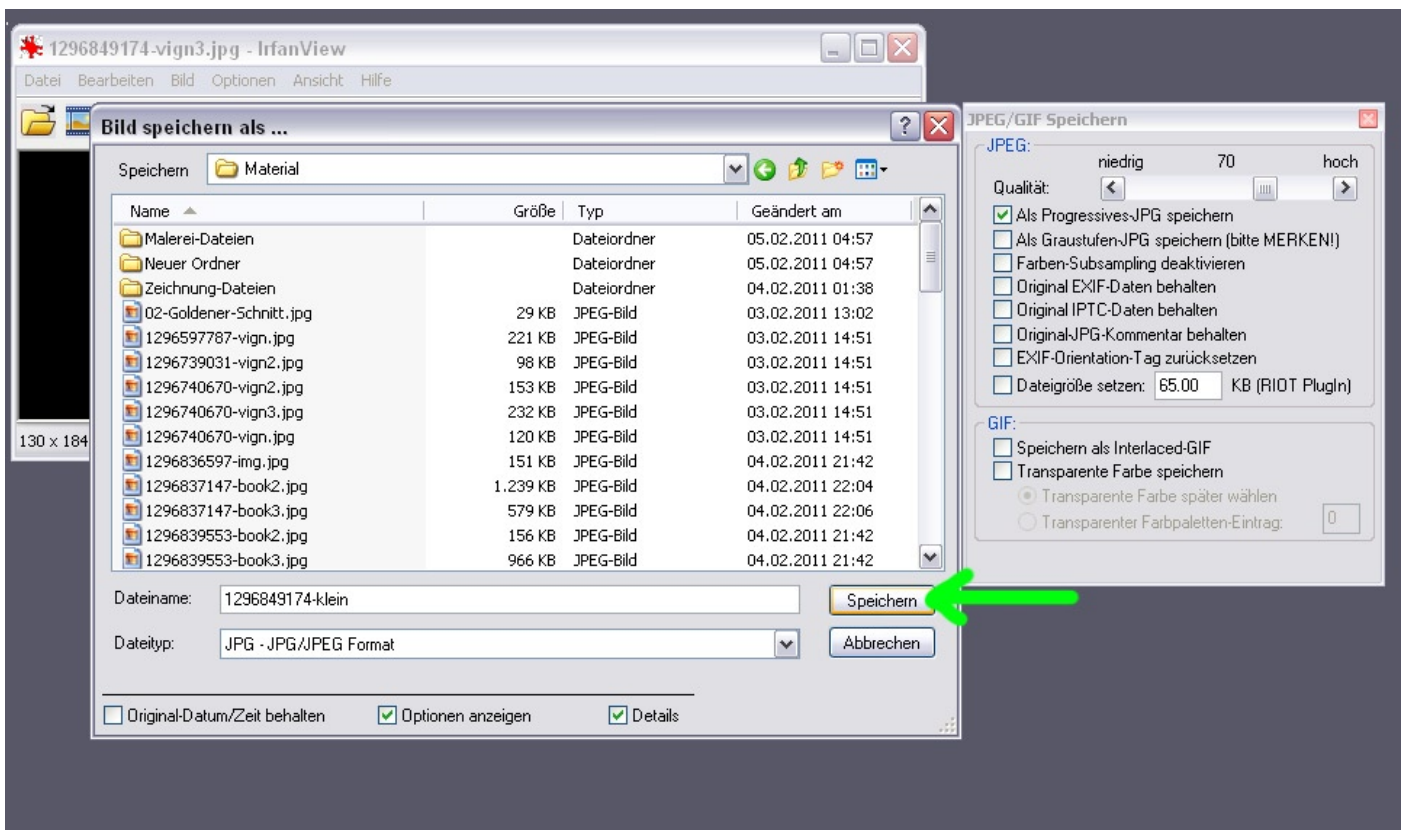 1296849174-vign3.jpg - IrfanView
Datei Bearbeiten Bild Optionen Ansicht Hilfe
Bild speichern als ...
Speichern Material
Name Größe Typ Geändert am
Malerei-Dateien Dateiordner 05.02.2011 04:57
Neuer Ordner Dateiordner 05.02.2011 04:57
Zeichnung-Dateien Dateiordner 04.02.2011 01:38
02-Goldener-Schnitt.jpg 29 KB JPEG-Bild 03.02.2011 13:02
1296597787-vign.jpg 221 KB JPEG-Bild 03.02.2011 14:51
1296739031-vign2.jpg 98 KB JPEG-Bild 03.02.2011 14:51
1296740670-vign2.jpg 153 KB JPEG-Bild 03.02.2011 14:51
1296740670-vign3.jpg 232 KB JPEG-Bild 03.02.2011 14:51
1296740670-vign.jpg 120 KB JPEG-Bild 03.02.2011 14:51
1296836597-img.jpg 151 KB JPEG-Bild 04.02.2011 21:42
1296837147-book2.jpg 1.239 KB JPEG-Bild 04.02.2011 22:04
1296837147-book3.jpg 579 KB JPEG-Bild 04.02.2011 22:06
1296839553-book2.jpg 156 KB JPEG-Bild 04.02.2011 21:42
1296839553-book3.jpg 966 KB JPEG-Bild 04.02.2011 21:42
Dateiname: 1296849174-klein Speichern
Dateityp: JPG - JPG/JPEG Format Abbrechen
Original-Datum/Zeit behalten Optionen anzeigen Details
130 x 184
JPEG/GIF Speichern
JPEG:
niedrig 70 hoch
Qualität:
Als Progressives-JPG speichern
Als Graustufen-JPG speichern (bitte MERKEN!)
Farben-Subsampling deaktivieren
Original EXIF-Daten behalten
Original IPTC-Daten behalten
Original-JPG-Kommentar behalten
EXIF-Orientation-Tag zurücksetzen
Dateigröße setzen: 65.00 KB (RIOT PlugIn)
GIF:
Speichern als Interlaced-GIF
Transparente Farbe speichern
Transparente Farbe später wählen
Transparenter Farbpaletten-Eintrag: 0